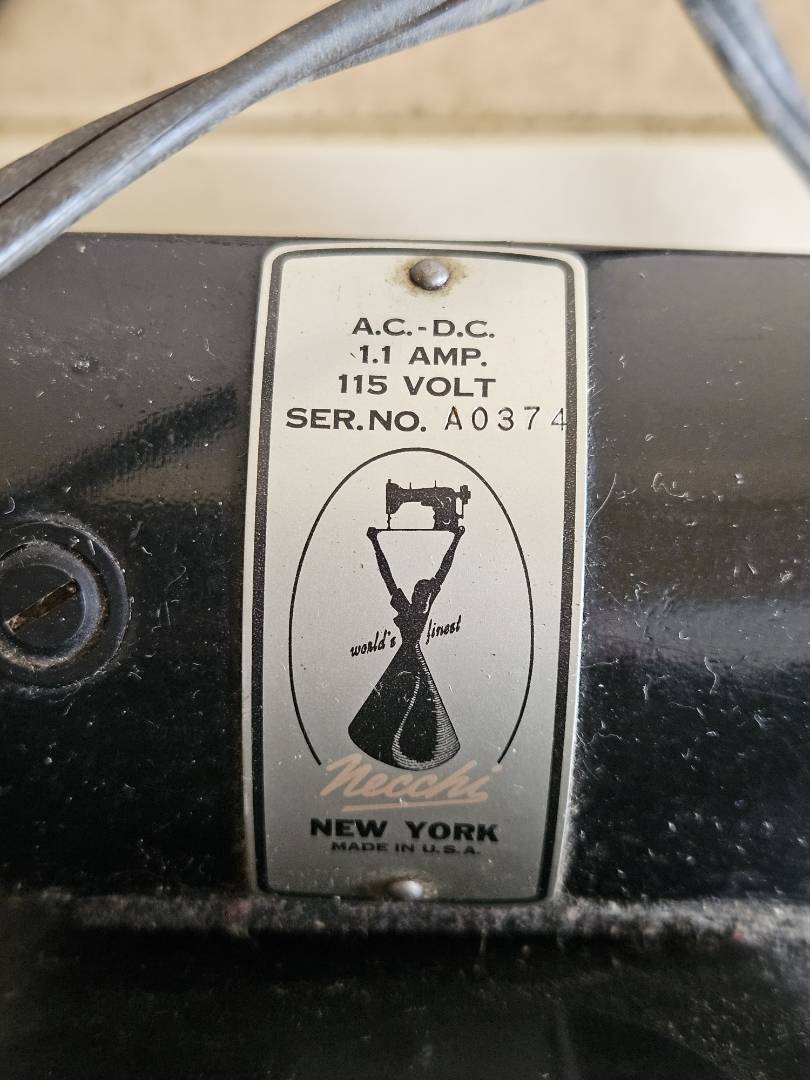 A.C.-D.C.
1.1 AMP.
115 VOLT
SER.NO. A0374
world's finest
Necchi
NEW YORK
MADE IN U.S.A.